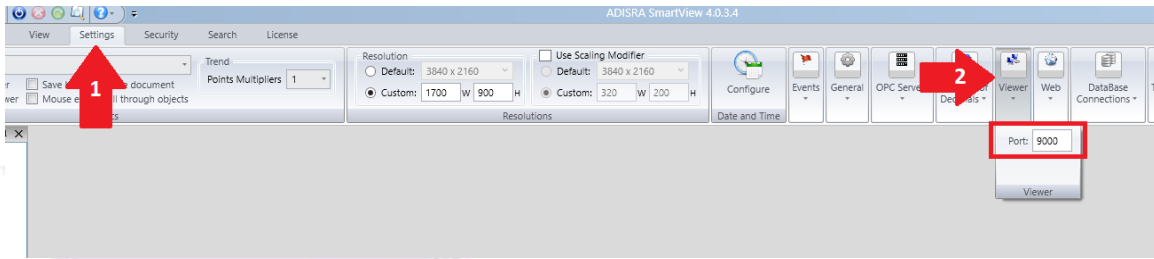 ADISRA SmartView 4.0.3.4
View Settings Security Search License
Trend
Resolution
Use Scaling Modifier
Default: 3840 x 2160
Default: 3840 x 2160
Save document
Points Multipliers 1
1
2
Mouse through objects
Custom: 1700 W 900 H
Custom: 320 W 200 H
Configure
Events
General
OPC Serve
Viewer
Web
DataBase
Connections
Resolutions
Date and Time
Port: 9000
Viewer